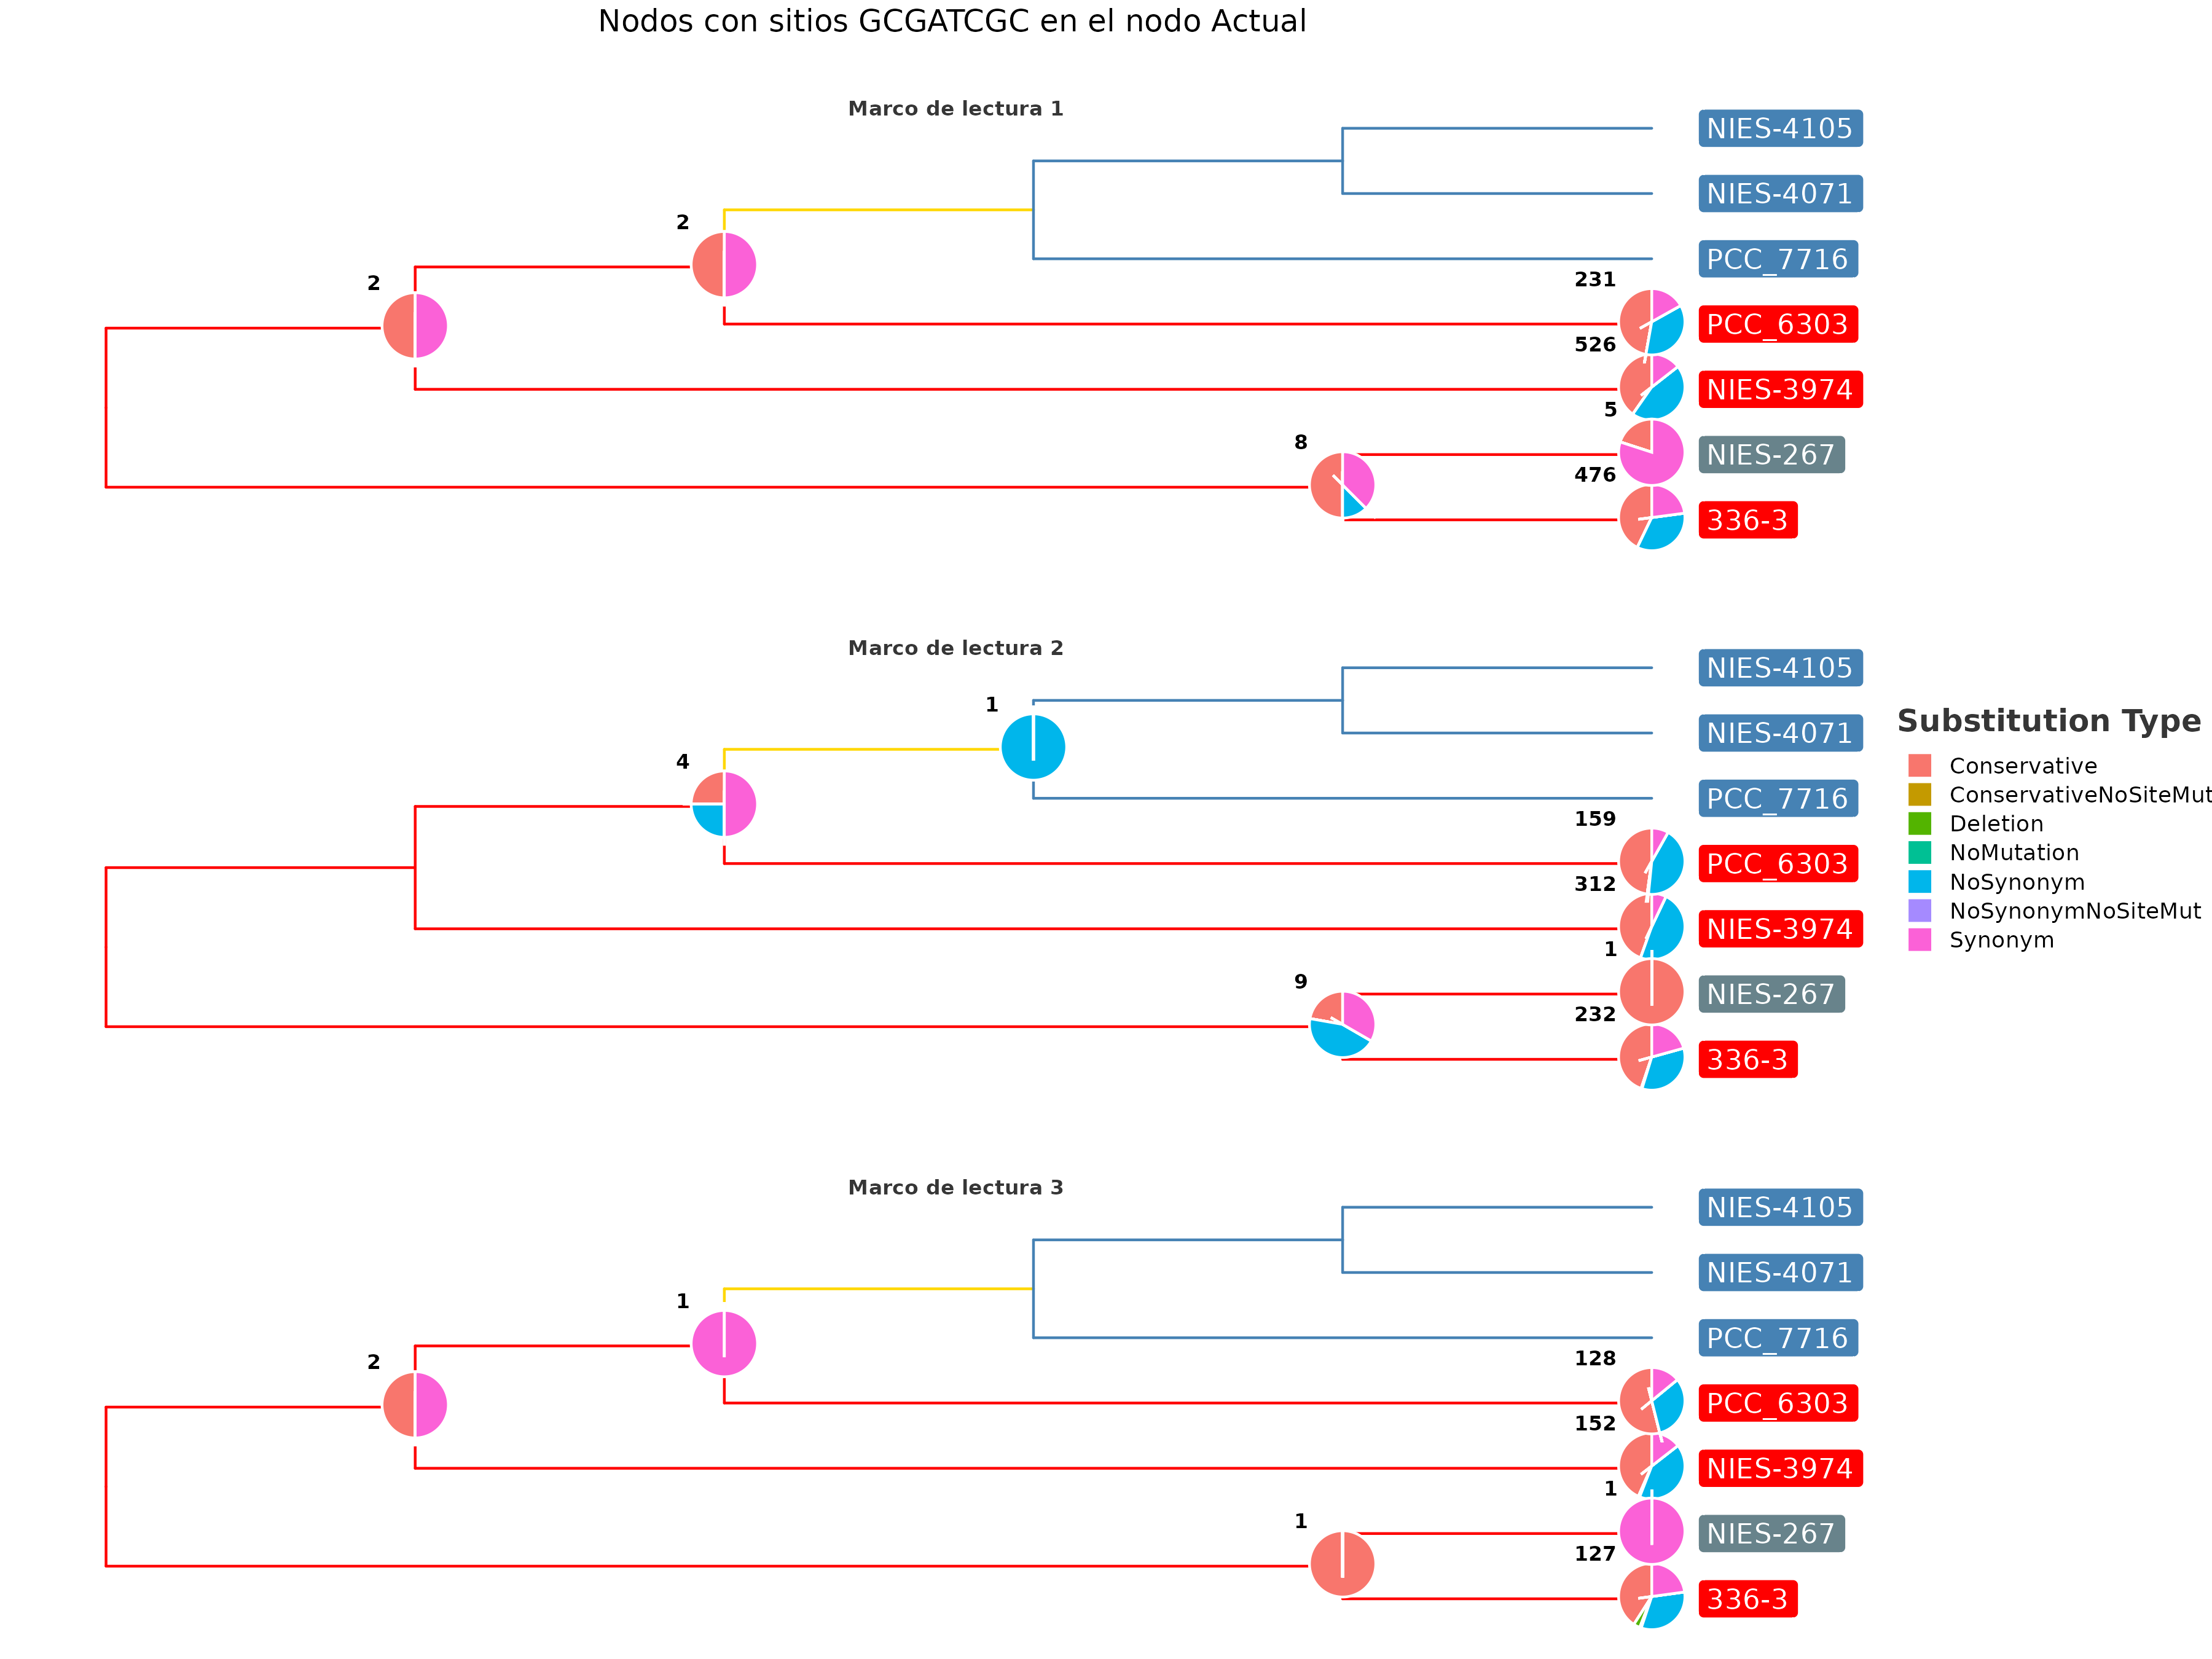 Nodos con sitios GCGATCGC en el nodo Actual
Marco de lectura 1
NIES-4105
NIES-4071
2
PCC_7716
2
231
PCC_6303
526
NIES-3974
5
8
NIES-267
476
336-3
Marco de lectura 2
NIES-4105
1
NIES-4071
4
PCC_7716
159
PCC_6303
312
NIES-3974
1
9
NIES-267
232
336-3
Substitution Type
Conservative
ConservativeNoSiteMut
Deletion
NoMutation
NoSynonym
NoSynonymNoSiteMut
Synonym
Marco de lectura 3
NIES-4105
NIES-4071
1
PCC_7716
2
128
PCC_6303
152
NIES-3974
1
1
NIES-267
127
336-3